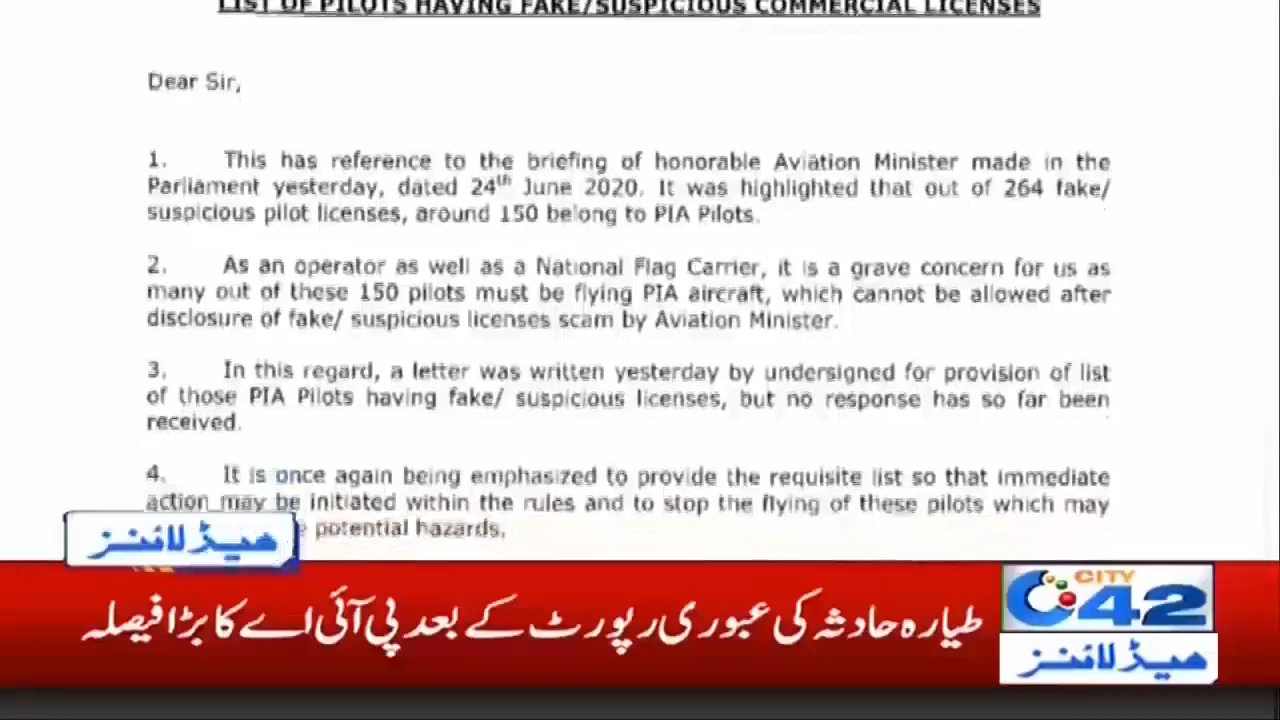 LIST OF PILOTS HAVING FAKE/SUSPICIOUS COMMERCIAL LICENSES
Dear Sir,
1. This has reference to the briefing of honorable Aviation Minister made in the
Parliament yesterday, dated 24th June 2020. It was highlighted that out of 264 fake/
suspicious pilot licenses, around 150 belong to PIA Pilots.
2. As an operator as well as a National Flag Carrier, it is a grave concern for us as
many out of these 150 pilots must be flying PIA aircraft, which cannot be allowed after
disclosure of fake/ suspicious licenses scam by Aviation Minister.
3. In this regard, a letter was written yesterday by undersigned for provision of list
of those PIA Pilots having fake/ suspicious licenses, but no response has so far been
received.
4. It is once again being emphasized to provide the requisite list so that immediate
action may be initiated within the rules and to stop the flying of these pilots which may
potential hazards.
ہیڈلائنز
طیارہ حادثہ کی عبوری رپورٹ کے بعد پی آئی اے کا بڑا فیصلہ
CITY
42
ہیڈلائنز